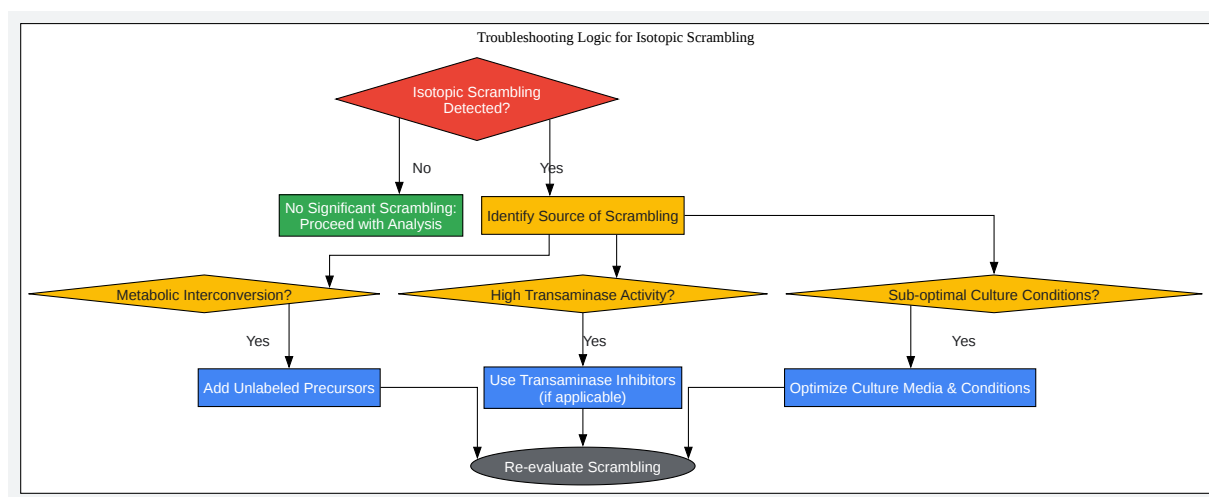 Troubleshooting Logic for Isotopic Scrambling
Isotopic Scrambling
Detected?
No
Yes
No Significant Scrambling:
Proceed with Analysis
Identify Source of Scrambling
Metabolic Interconversion?
High Transaminase Activity?
Sub-optimal Culture Conditions?
Yes
Yes
Yes
Add Unlabeled Precursors
Use Transaminase Inhibitors
(if applicable)
Optimize Culture Media & Conditions
Re-evaluate Scrambling